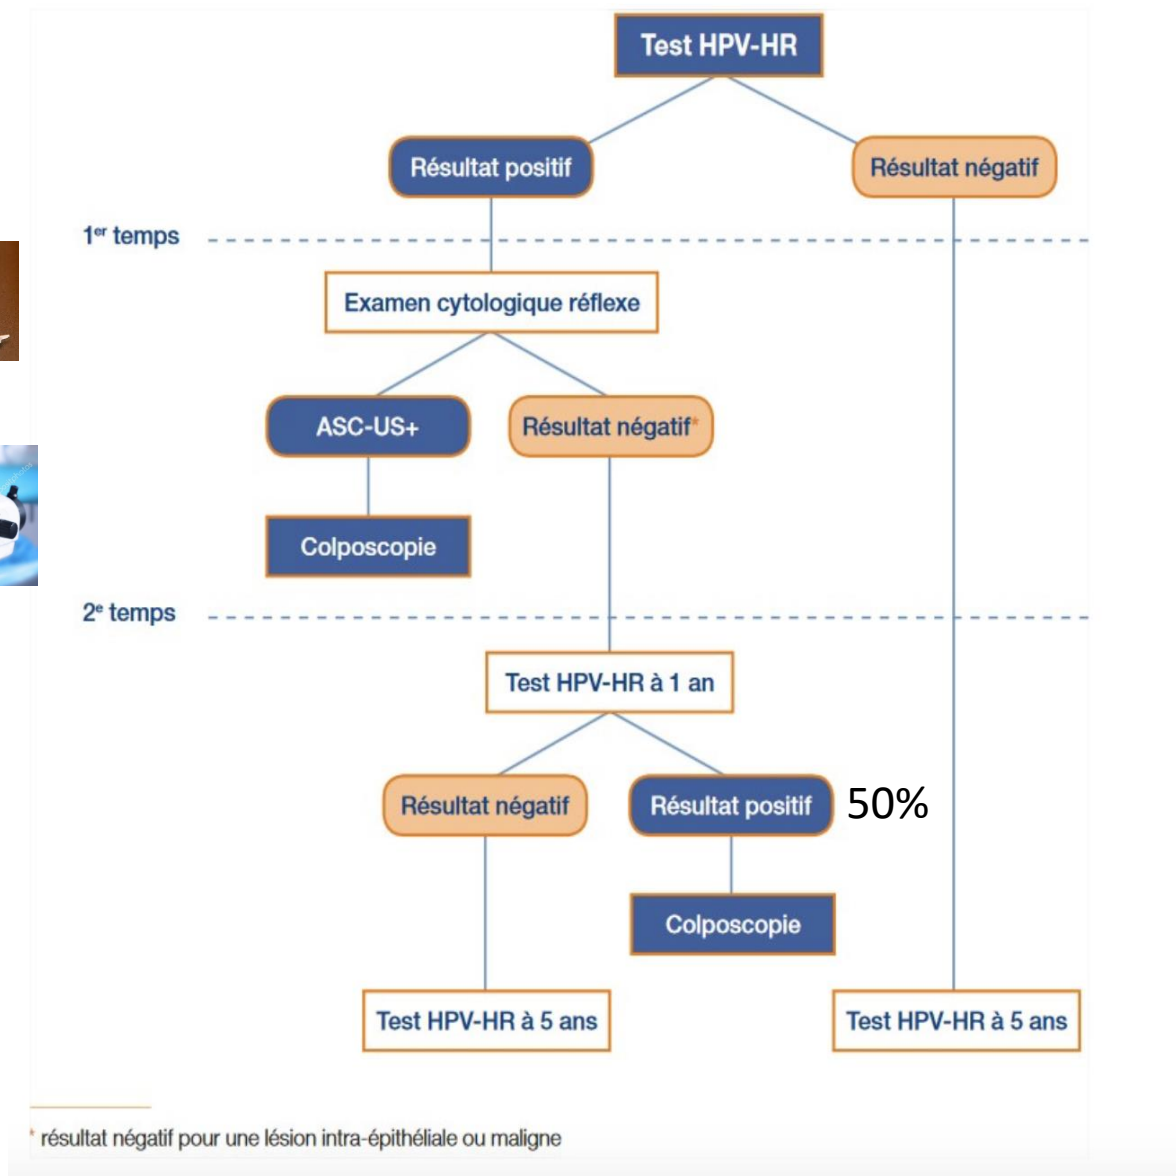 Test HPV-HR
Résultat positif
Résultat négatif
1er temps
Examen cytologique réflexe
ASC-US+
Résultat négatif*
Colposcopie
2e temps
Test HPV-HR à 1 an
Résultat négatif
Résultat positif
50%
Colposcopie
Test HPV-HR à 5 ans
Test HPV-HR à 5 ans
* résultat négatif pour une lésion intra-épithéliale ou maligne